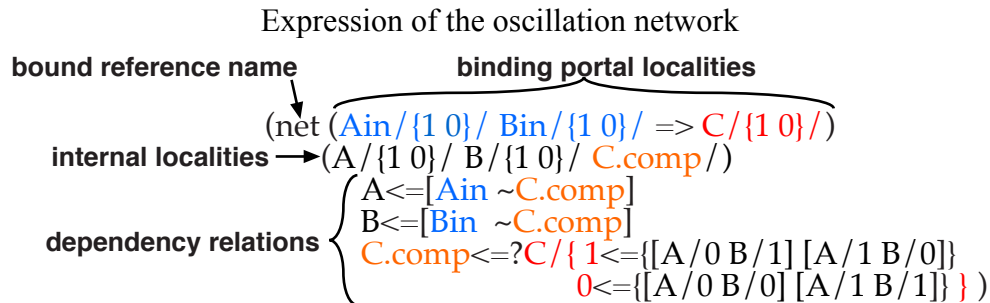 Expression of the oscillation network
bound reference name binding portal localities
(net (Ain/{1 0}/ Bin/{1 0}/ => C/{1 0}/)
internal localities (A/{1 0}/ B/{1 0}/ C.comp/)
A<=[Ain ~C.comp]
B<=[Bin ~C.comp]
dependency relations
C.comp<=?C/{ 1<={[A/0 B/1] [A/1 B/0]}
0<={[A/0 B/0] [A/1 B/1]} } )